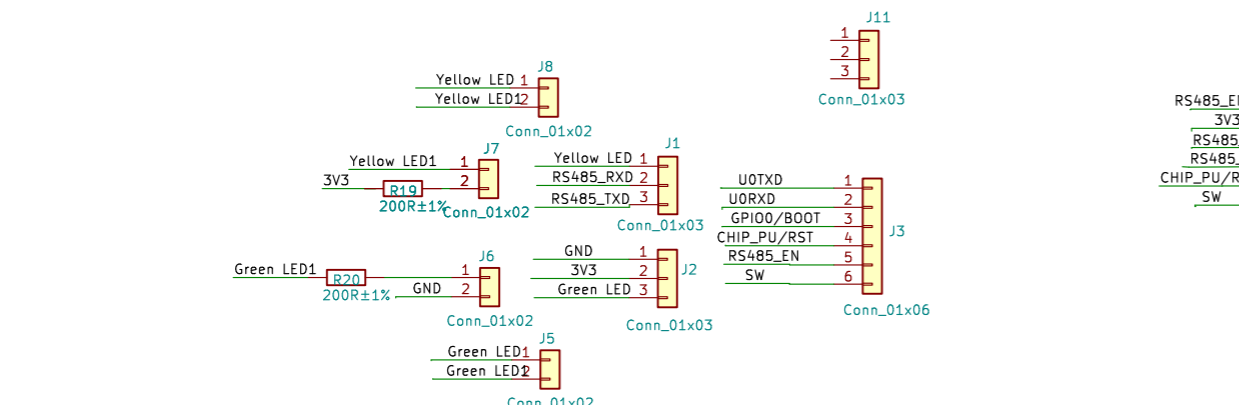 J11
1
2
3
Conn_01x03
J8
Yellow LED 1
Yellow LED1 2
Conn_01x02
J7
Yellow LED1 1
3V3 R19 2
200R±1%
Conn_01x02
J1
Yellow LED 1
RS485_RXD 2
RS485_TXD 3
Conn_01x03
U0TXD 1
U0RXD 2
GPIO0/BOOT 3
CHIP_PU/RST 4
RS485_EN 5
SW 6
J3
Conn_01x06
J6
Green LED1 R20 1
200R±1% GND 2
Conn_01x02
GND 1
3V3 2
Green LED 3
J2
Conn_01x03
J5
Green LED 1
Green LED1 2
Conn_01x02
3V3
CHIP_PU/R
SW